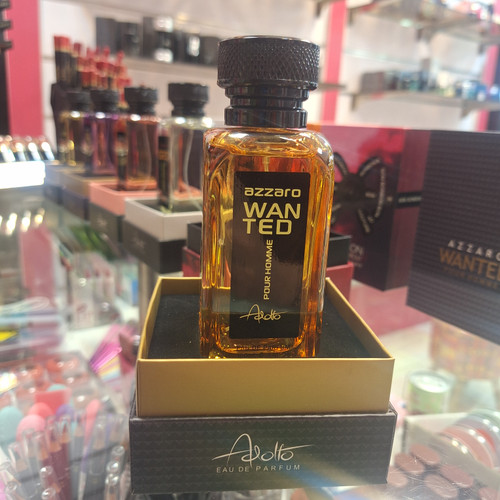 azzaro
WAN
TED
POUR HOMME
Adolfo
Adolfo
EAU DE PARFUM
AZZARO
WANTED